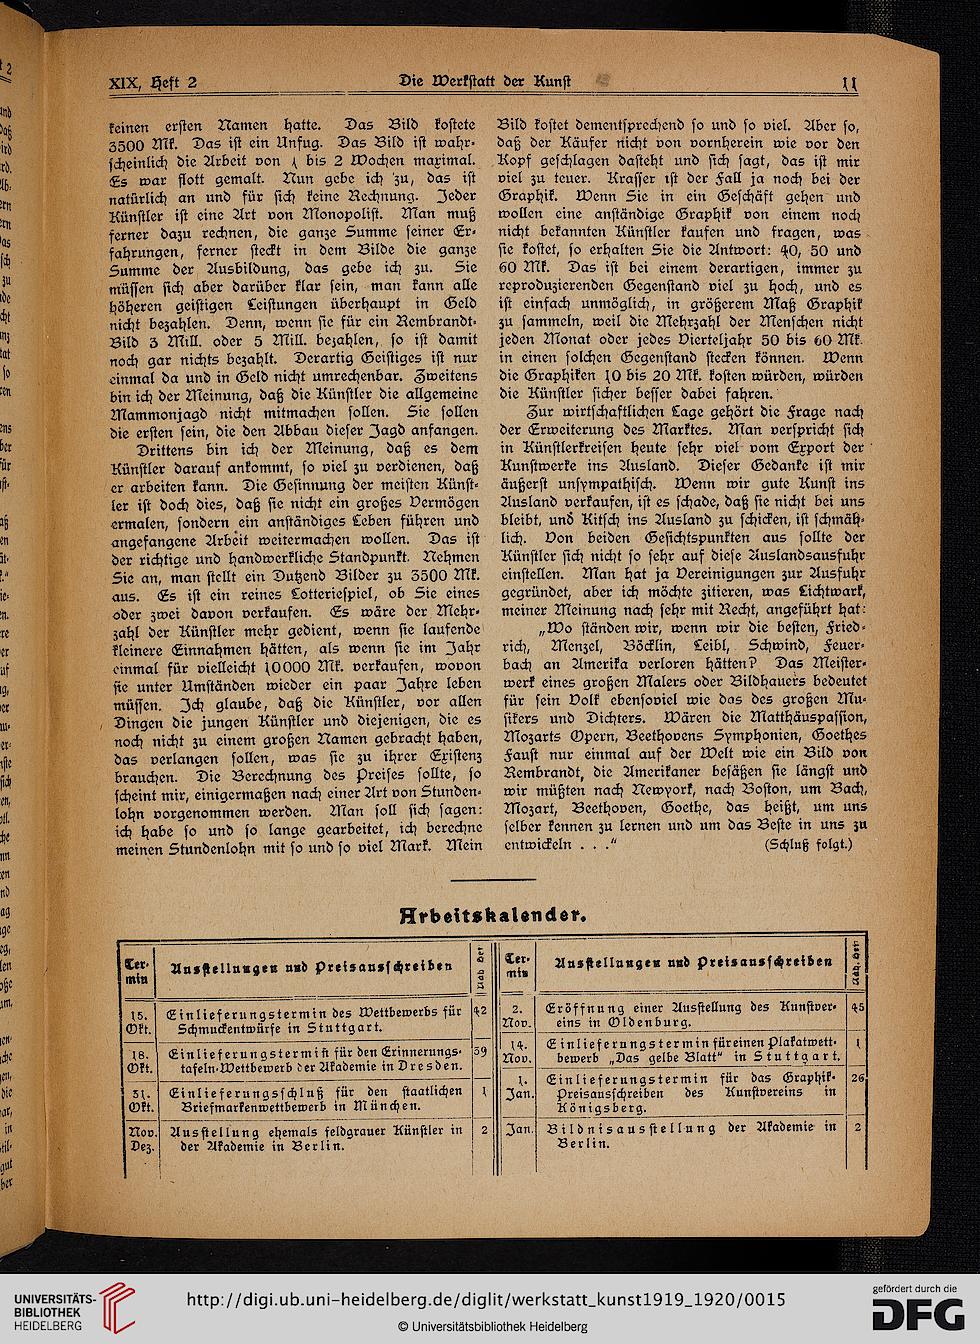 XIX, Heft 2
Die Werkstatt der Kunst
11
keinen ersten Namen hatte. Das Bild kostete
3500 Mk. Das ist ein Unfug. Das Bild ist wahr-
scheinlich die Arbeit von 1 bis 2 Wochen maximal.
Es war flott gemalt. Nun gebe ich zu, das ist
natürlich an und für sich keine Rechnung. Jeder
Künstler ist eine Art von Monopolist. Man muß
ferner dazu rechnen, die ganze Summe seiner Er-
fahrungen, ferner steckt in dem Bilde die ganze
Summe der Ausbildung, das gebe ich zu. Sie
müssen sich aber darüber klar sein, man kann alle
höheren geistigen Leistungen überhaupt in Geld
nicht bezahlen. Denn, wenn sie für ein Rembrandt-
Bild 3 Mill. oder 5 Mill. bezahlen, so ist damit
noch gar nichts bezahlt. Derartig Geistiges ist nur
einmal da und in Geld nicht umrechenbar. Zweitens
bin ich der Meinung, daß die Künstler die allgemeine
Mammonjagd nicht mitmachen sollen. Sie sollen
die ersten sein, die den Abbau dieser Jagd anfangen.
Drittens bin ich der Meinung, daß es dem
Künstler darauf ankommt, so viel zu verdienen, daß
er arbeiten kann. Die Gesinnung der meisten Künst-
ler ist doch dies, daß sie nicht ein großes Vermögen
ermalen, sondern ein anständiges Leben führen und
angefangene Arbeit weitermachen wollen. Das ist
der richtige und handwerkliche Standpunkt. Nehmen
Sie an, man stellt ein Dutzend Bilder zu 3500 Mk.
aus. Es ist ein reines Lotteriespiel, ob Sie eines
oder zwei davon verkaufen. Es wäre der Mehr-
zahl der Künstler mehr gedient, wenn sie laufende
kleinere Einnahmen hätten, als wenn sie im Jahr
einmal für vielleicht 10000 Mk. verkaufen, wovon
sie unter Umständen wieder ein paar Jahre leben
müssen. Ich glaube, daß die Künstler, vor allen
Dingen die jungen Künstler und diejenigen, die es
noch nicht zu einem großen Namen gebracht haben,
das verlangen sollen, was sie zu ihrer Existenz
brauchen. Die Berechnung des Preises sollte, so
scheint mir, einigermaßen nach einer Art von Stunden-
lohn vorgenommen werden. Man soll sich sagen:
ich habe so und so lange gearbeitet, ich berechne
meinen Stundenlohn mit so und so viel Mark. Mein
Bild kostet dementsprechend so und so viel. Aber so,
daß der Käufer nicht von vornherein wie vor den
Kopf geschlagen dasteht und sich sagt, das ist mir
viel zu teuer. Krasser ist der Fall ja noch bei der
Graphik. Wenn Sie in ein Geschäft gehen und
wollen eine anständige Graphik von einem noch
nicht bekannten Künstler kaufen und fragen, was
sie kostet, so erhalten Sie die Antwort: 40, 50 und
60 Mk. Das ist bei einem derartigen, immer zu
reproduzierenden Gegenstand viel zu hoch, und es
ist einfach unmöglich, in größerem Maß Graphik
zu sammeln, weil die Mehrzahl der Menschen nicht
jeden Monat oder jedes Vierteljahr 50 bis 60 Mk.
in einen solchen Gegenstand stecken können. Wenn
die Graphiken 10 bis 20 Mk. kosten würden, würden
die Künstler sicher besser dabei fahren.
Zur wirtschaftlichen Lage gehört die Frage nach
der Erweiterung des Marktes. Man verspricht sich
in Künstlerkreisen heute sehr viel vom Export der
Kunstwerke ins Ausland. Dieser Gedanke ist mir
äußerst unsympathisch. Wenn wir gute Kunst ins
Ausland verkaufen, ist es schade, daß sie nicht bei uns
bleibt, und Kitsch ins Ausland zu schicken, ist schmäh-
lich. Von beiden Gesichtspunkten aus sollte der
Künstler sich nicht so sehr auf diese Auslandsausfuhr
einstellen. Man hat ja Vereinigungen zur Ausfuhr
gegründet, aber ich möchte zitieren, was Lichtwark,
meiner Meinung nach sehr mit Recht, angeführt hat:
„Wo ständen wir, wenn wir die besten, Fried-
rich, Menzel, Böcklin, Leibl, Schwind, Feuer-
bach an Amerika verloren hätten? Das Meister-
werk eines großen Malers oder Bildhauers bedeutet
für sein Volk ebensoviel wie das des großen Mu-
sikers und Dichters. Wären die Matthäuspassion,
Mozarts Opern, Beethovens Symphonien, Goethes
Faust nur einmal auf der Welt wie ein Bild von
Rembrandt, die Amerikaner besäßen sie längst und
wir müßten nach Newyork, nach Boston, um Bach,
Mozart, Beethoven, Goethe, das heißt, um uns
selber kennen zu lernen und um das Beste in uns zu
entwickeln . . ." (Schluß folgt.)
Arbeitskalender.
Ter-
min
Ausstellungen und Preisausschreiben
15.
Okt.
Einlieferungstermin des Wettbewerbs für
Schmuckentwürfe in Stuttgart.
42
18.
Okt.
Einlieferungstermin für den Erinnerungs-
tafeln-Wettbewerb der Akademie in Dresden.
39
31.
Okt.
Einlieferungsschluß für den staatlichen
Briefmarkenwettbewerb in München.
1
Nov.
Dez.
Ausstellung ehemals feldgrauer Künstler in
der Akademie in Berlin.
2
Ter-
min
Ausstellungen und Preisausschreiben
2.
Nov.
Eröffnung einer Ausstellung des Kunstver-
eins in Oldenburg.
45
14.
Nov.
Einlieferungstermin für einen Plakatwett-
bewerb „Das gelbe Blatt" in Stuttgart.
1
1.
Jan.
Einlieferungstermin für das Graphik-
Preisausschreiben des Kunstvereins in
Königsberg.
26
Jan.
Bildnisausstellung der Akademie in
Berlin.
2
UNIVERSITÄTS-
BIBLIOTHEK
HEIDELBERG
http://digi.ub.uni-heidelberg.de/diglit/werkstatt_kunst1919_1920/0015
© Universitätsbibliothek Heidelberg
gefördert durch die
DFG